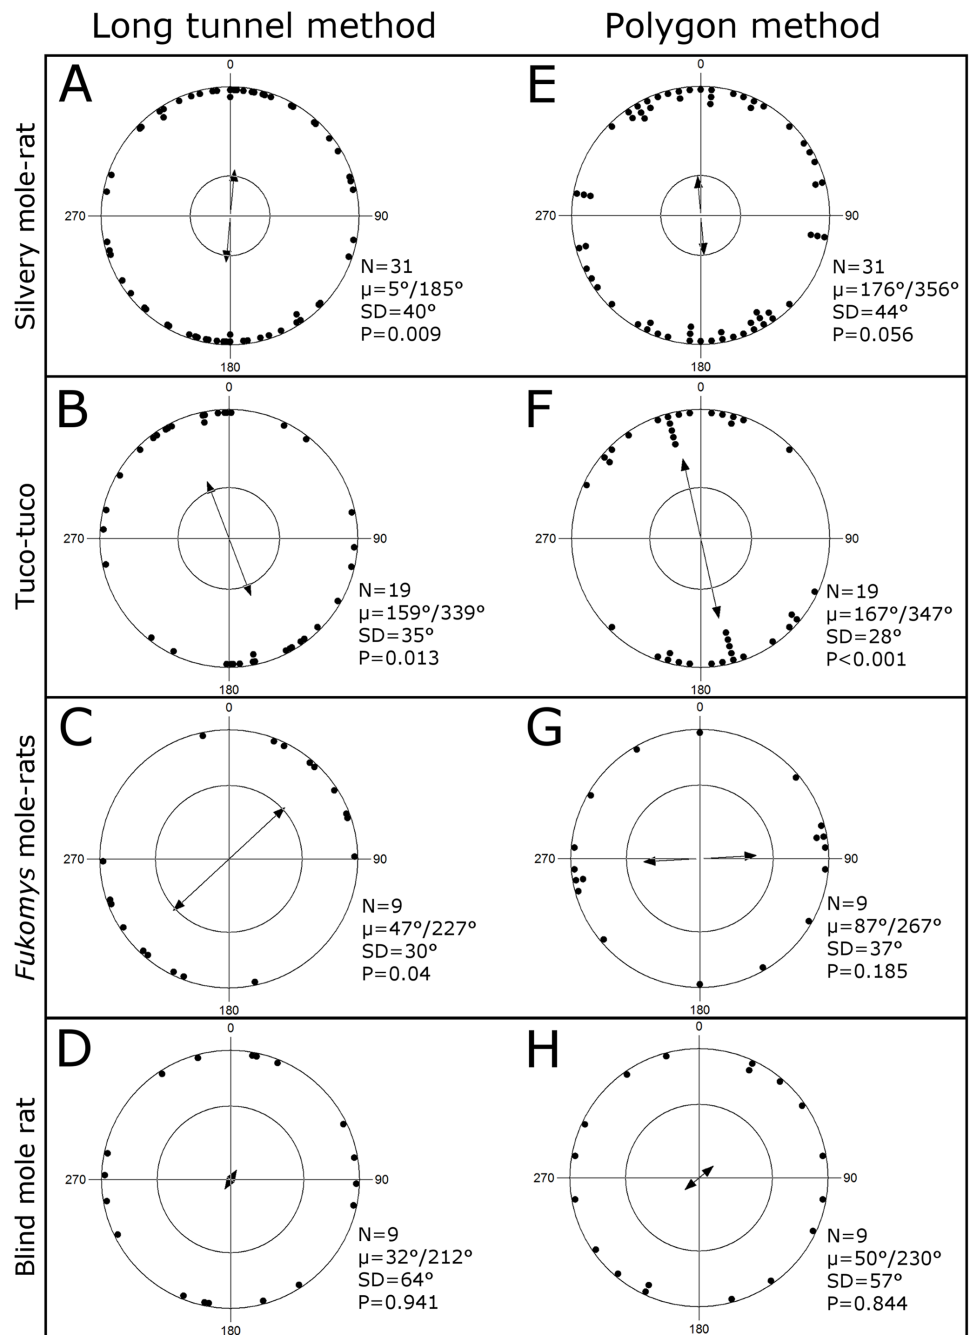 Long tunnel method
Polygon method
Silvery mole-rat
A
0
270
90
180
N=31
µ=5°/185°
SD=40°
P=0.009
E
0
270
90
180
N=31
µ=176°/356°
SD=44°
P=0.056
Tuco-tuco
B
0
270
90
180
N=19
µ=159°/339°
SD=35°
P=0.013
F
0
270
90
180
N=19
µ=167°/347°
SD=28°
P<0.001
Fukomys mole-rats
C
0
270
90
180
N=9
µ=47°/227°
SD=30°
P=0.04
G
0
270
90
180
N=9
µ=87°/267°
SD=37°
P=0.185
Blind mole rat
D
0
270
90
180
N=9
µ=32°/212°
SD=64°
P=0.941
H
0
270
90
180
N=9
µ=50°/230°
SD=57°
P=0.844